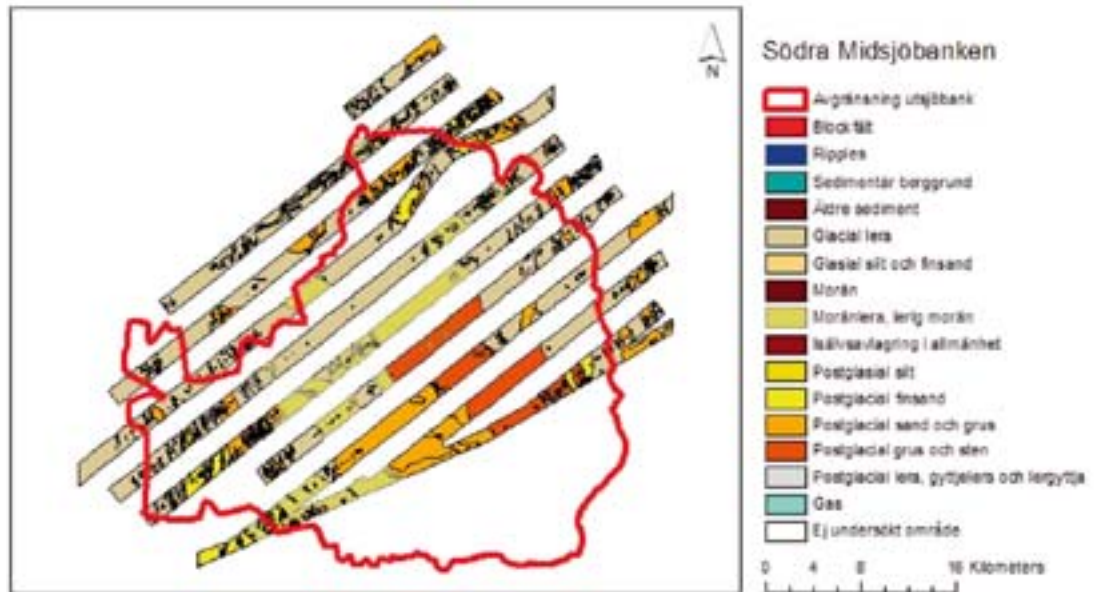 N
Södra Midsjöbanken
Avgränsning utsjöbank
Blockfält
Ripples
Sedimentär berggrund
Äldre sediment
Glacial lera
Glasial silt och finsand
Morän
Moränlera, lerig morän
Isälvsavlagring i allmänhet
Postglasial silt
Postglacial finsand
Postglacial sand och grus
Postglacial grus och sten
Postglacial lera, gyttjelera och lergyttja
Gas
Ej undersökt område
0 4 8 16 Kilometers